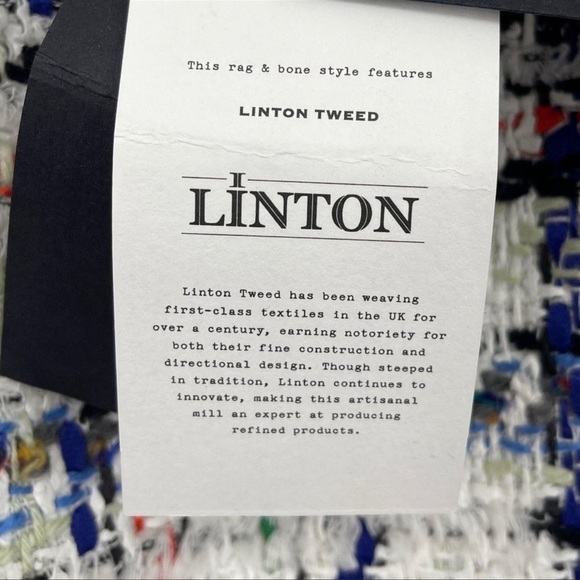 This rag & bone style features
LINTON TWEED
LINTON
Linton Tweed has been weaving
first-class textiles in the UK for
over a century, earning notoriety for
both their fine construction and
directional design. Though steeped
in tradition, Linton continues to
innovate, making this artisanal
mill an expert at producing
refined products.